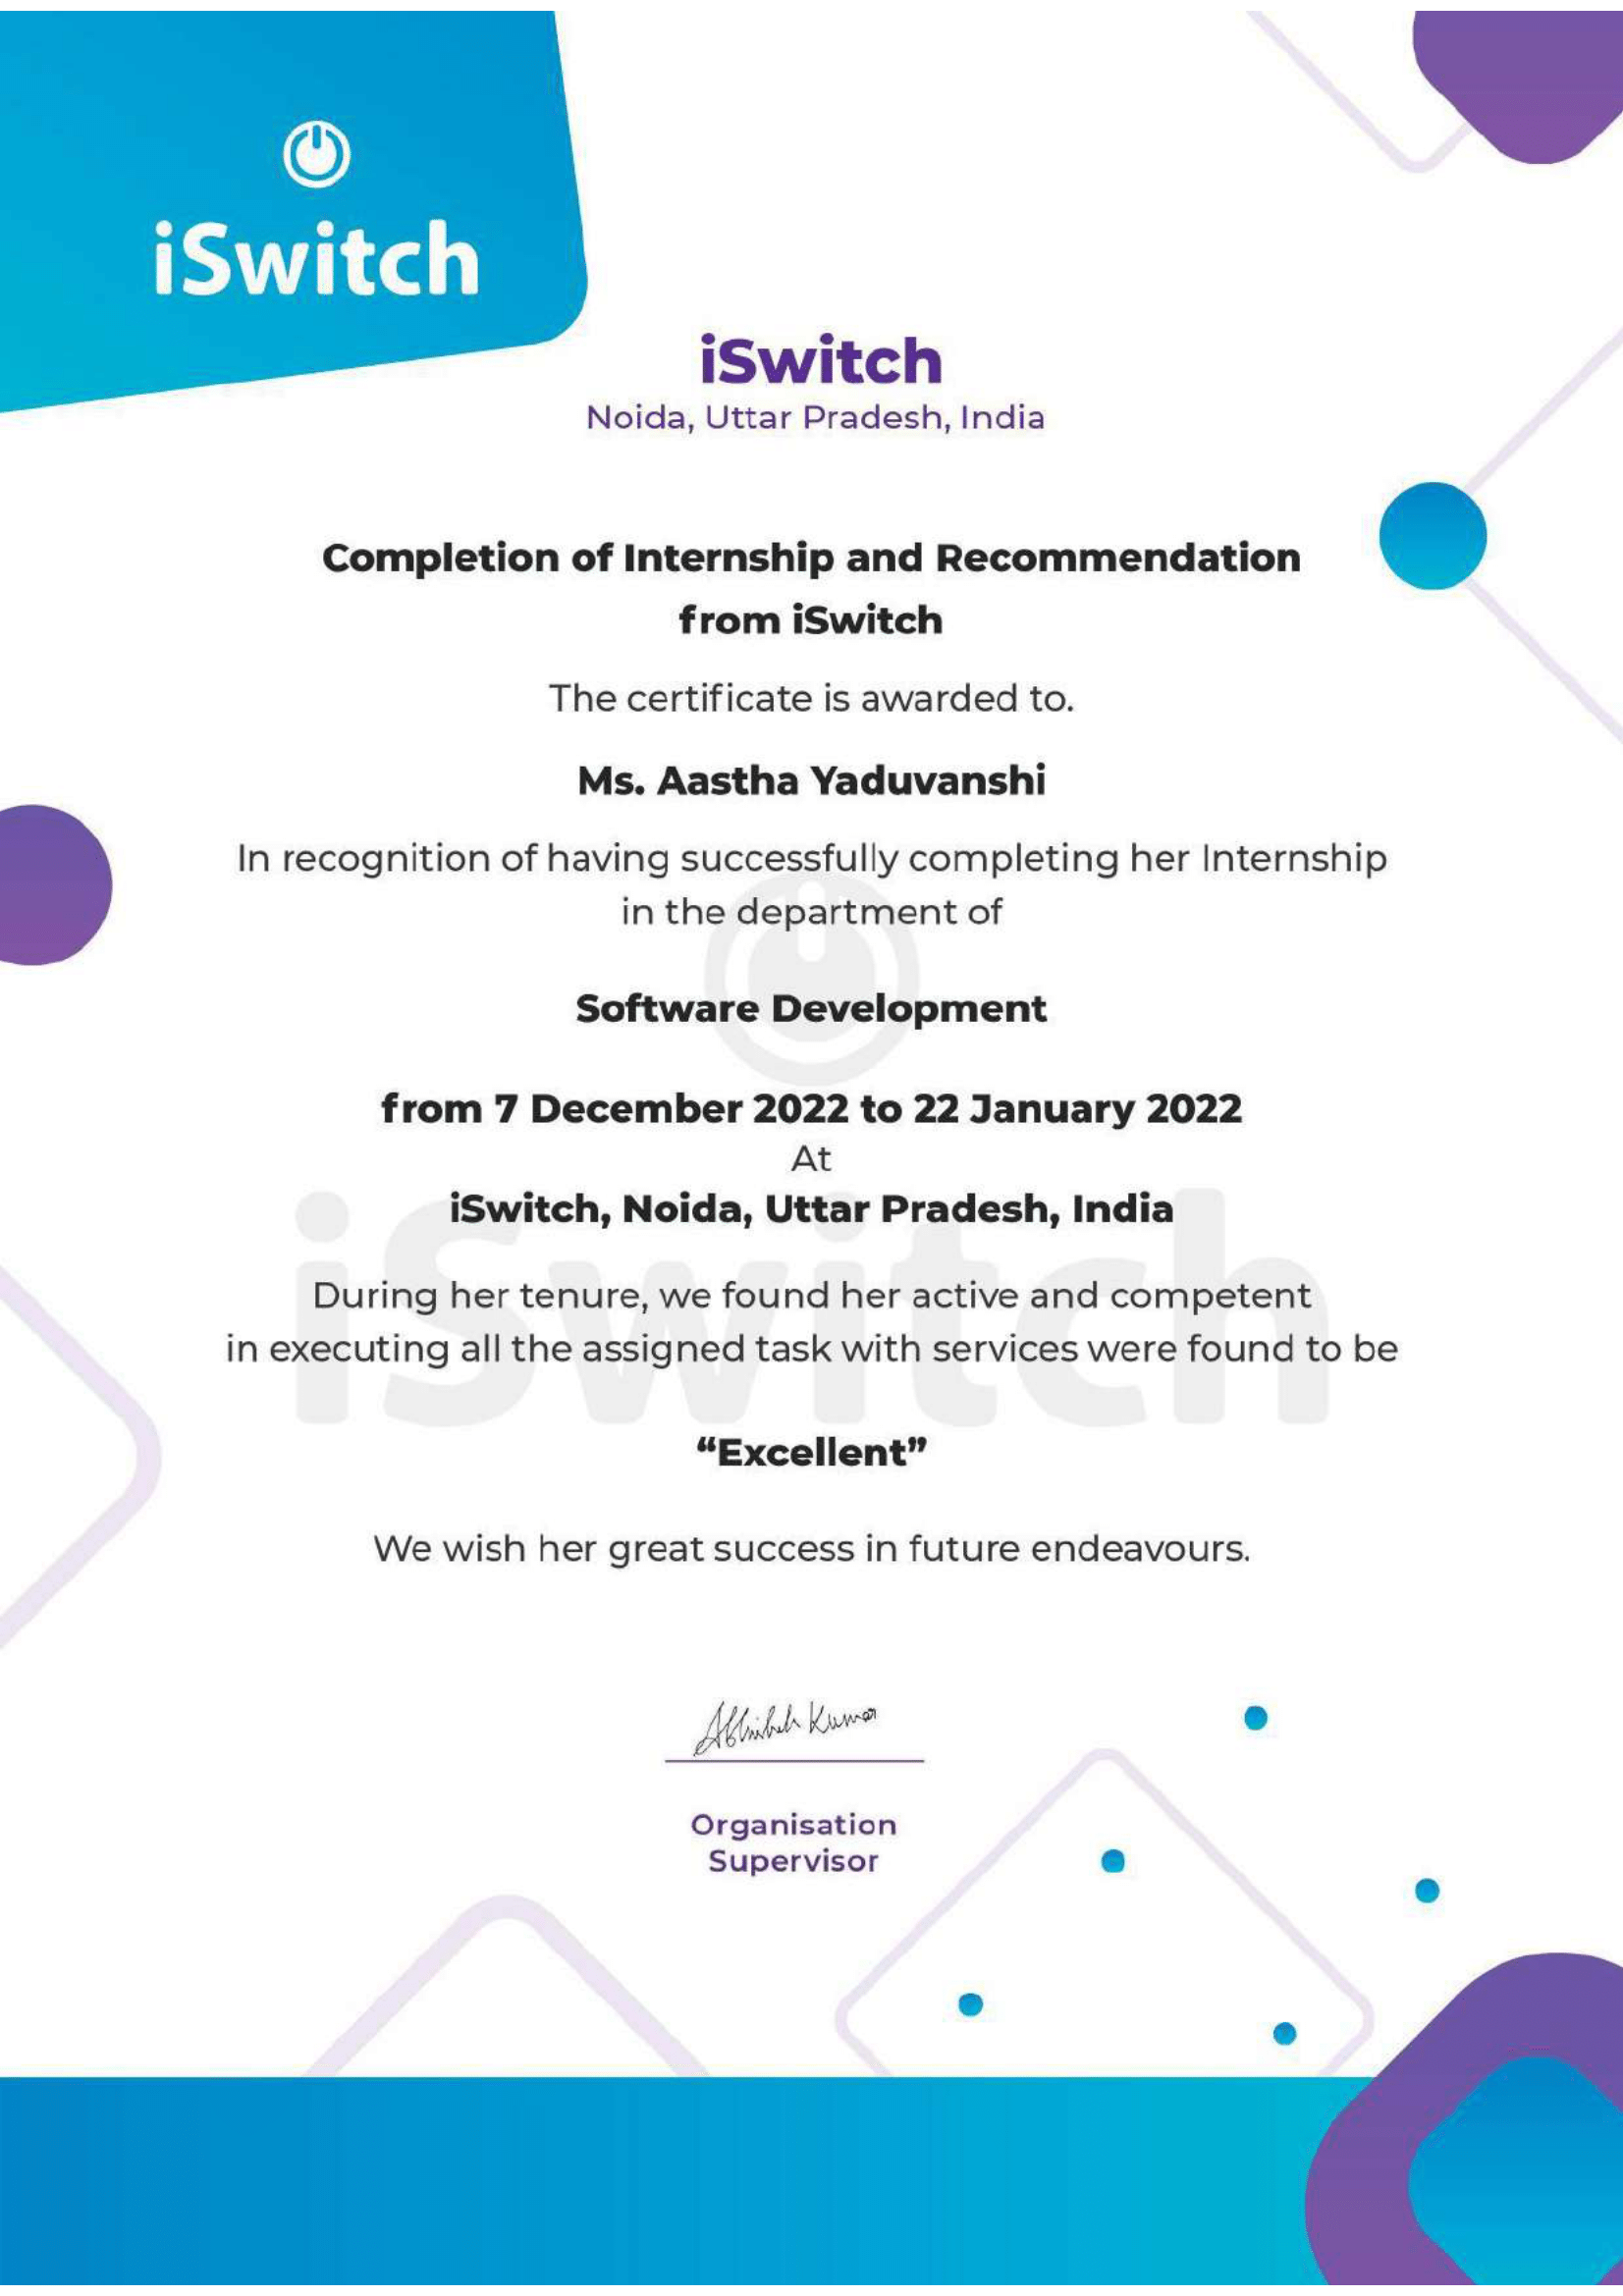 iSwitch
iSwitch
Noida, Uttar Pradesh, India
Completion of Internship and Recommendation
from iSwitch
The certificate is awarded to.
Ms. Aastha Yaduvanshi
In recognition of having successfully completing her Internship
in the department of
Software Development
from 7 December 2022 to 22 January 2022
At
iSwitch, Noida, Uttar Pradesh, India
iSwitch
During her tenure, we found her active and competent
in executing all the assigned task with services were found to be
“Excellent”
We wish her great success in future endeavours.
Kumar
Organisation
Supervisor